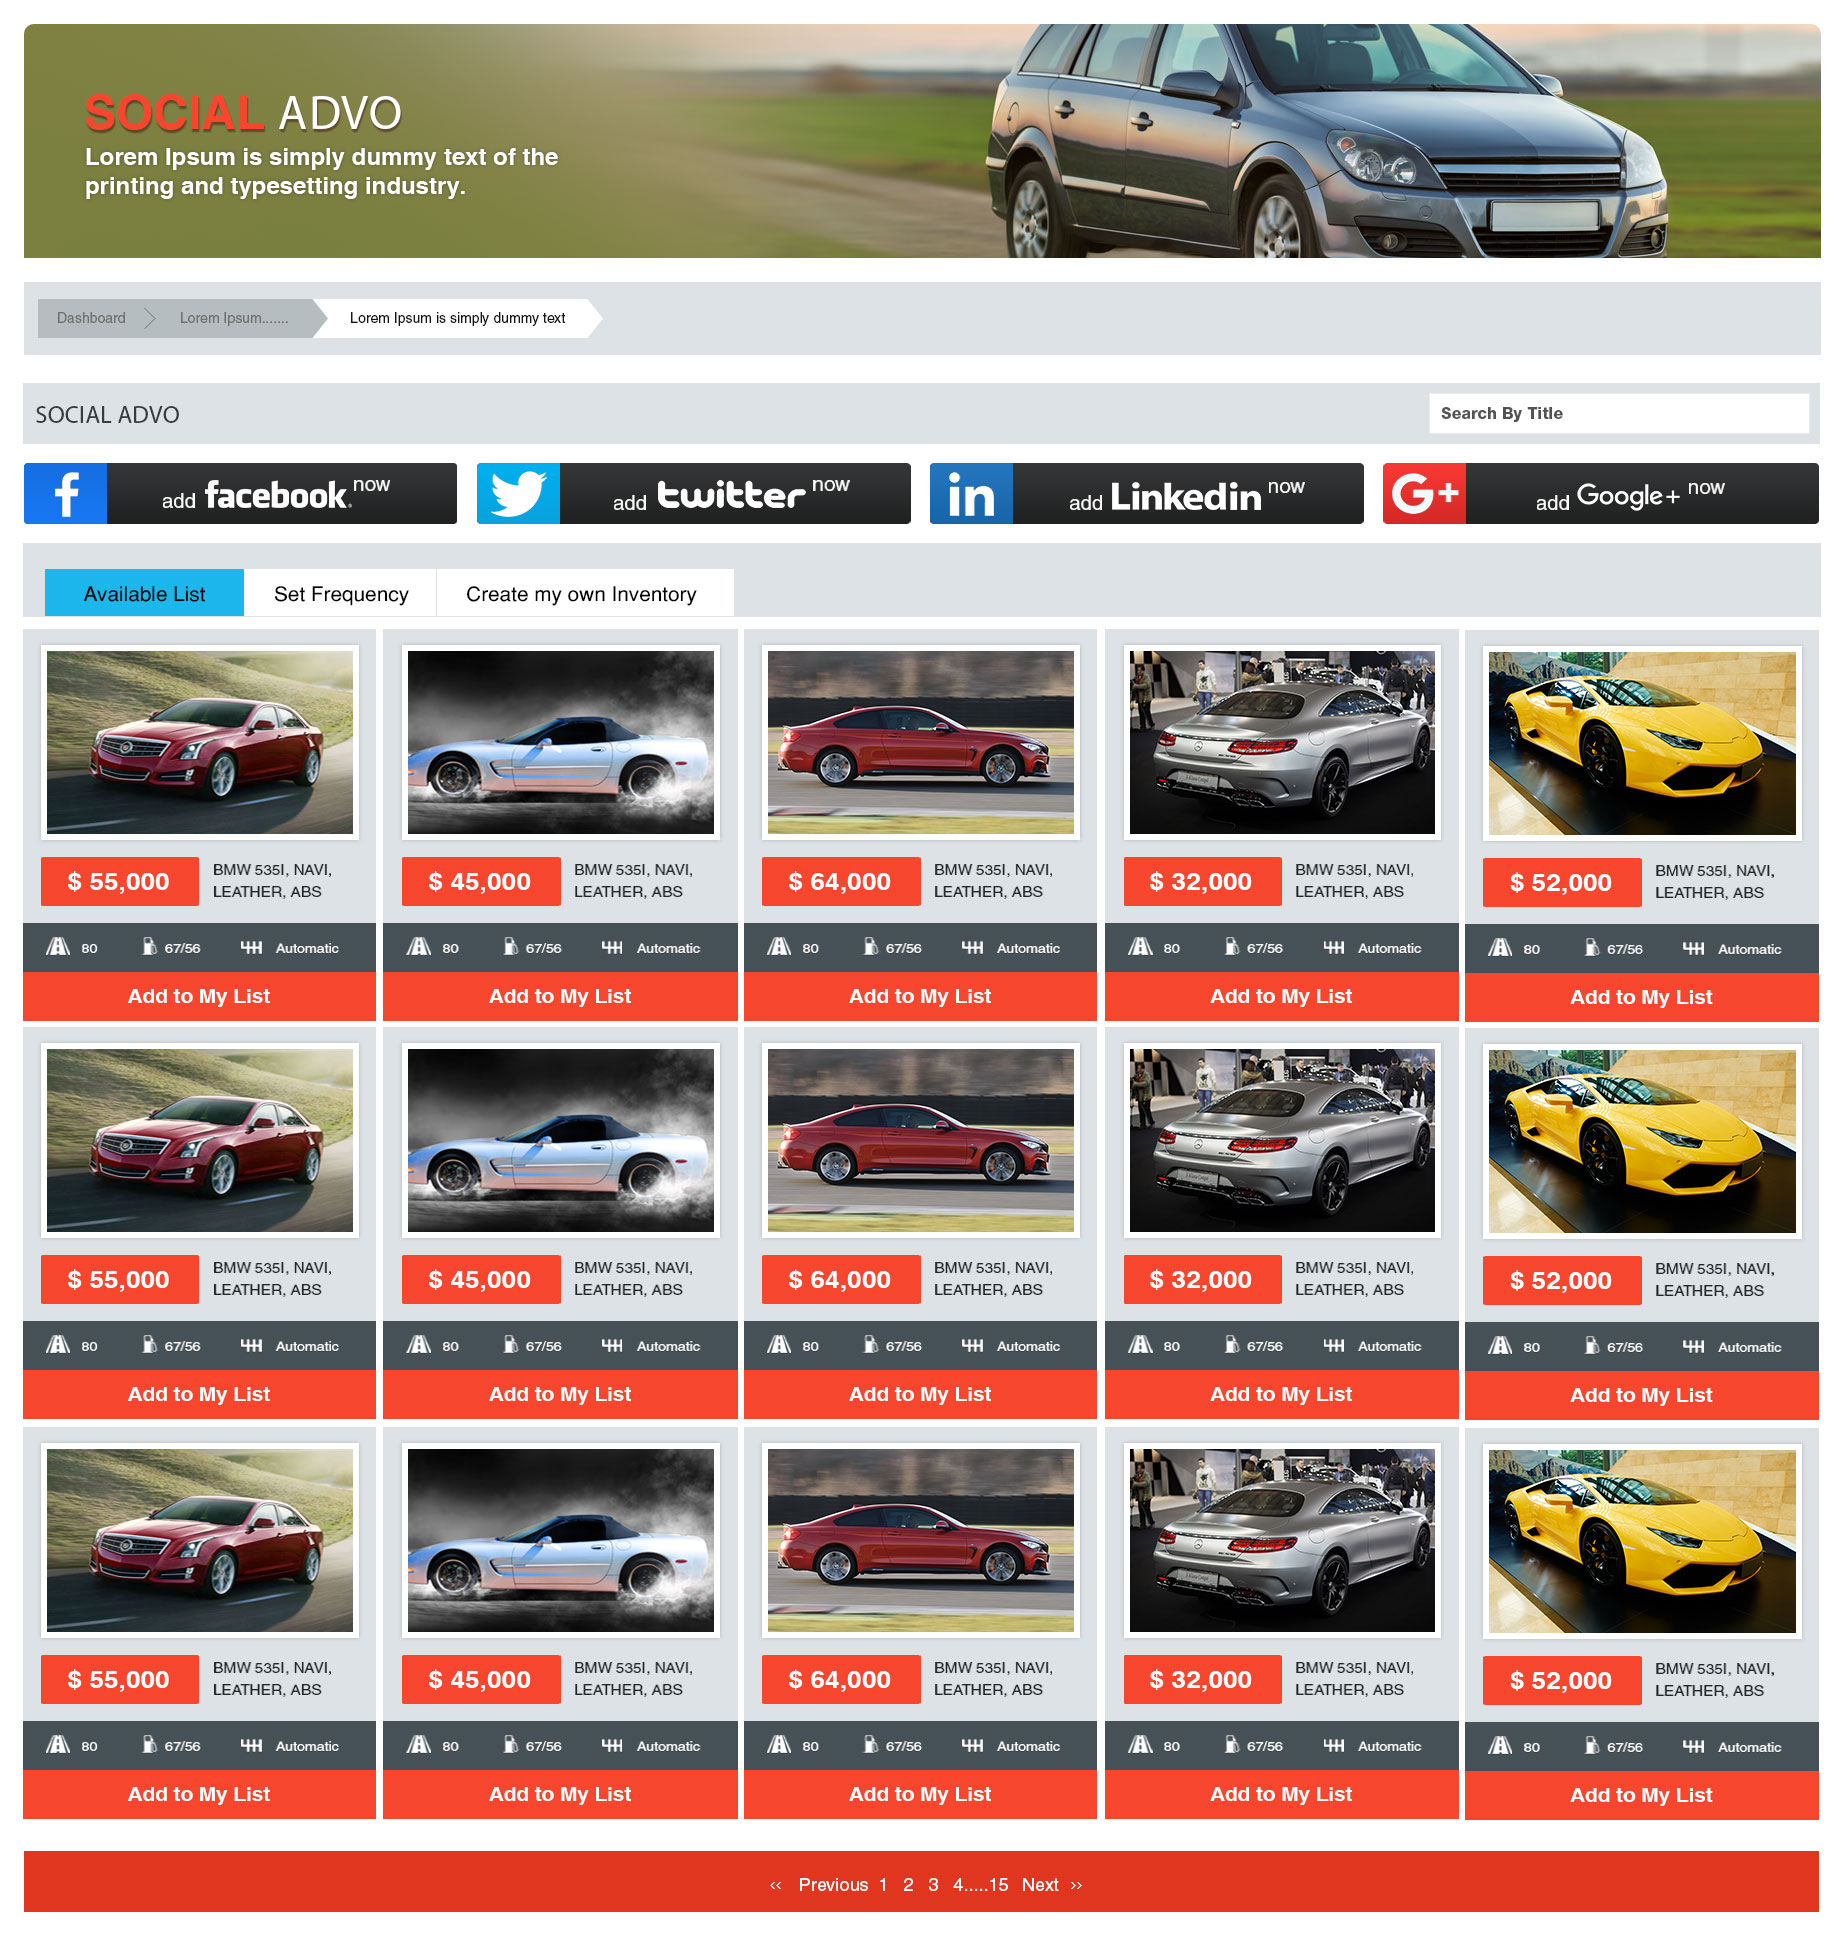 SOCIAL ADVO
Lorem Ipsum is simply dummy text of the
printing and typesetting industry.
Dashboard Lorem Ipsum....... Lorem Ipsum is simply dummy text
SOCIAL ADVO Search By Title
f add facebook. now add twitter now in add Linkedin now G+ add Google+ now
Available List Set Frequency Create my own Inventory
$ 55,000 BMW 535I, NAVI, $ 45,000 BMW 535I, NAVI, $ 64,000 BMW 535I, NAVI, $ 32,000 BMW 535I, NAVI, $ 52,000 BMW 535I, NAVI,
LEATHER, ABS LEATHER, ABS LEATHER, ABS LEATHER, ABS LEATHER, ABS
80 67/56 Automatic 80 67/56 Automatic 80 67/56 Automatic 80 67/56 Automatic 80 67/56 Automatic
Add to My List Add to My List Add to My List Add to My List Add to My List
$ 55,000 BMW 535I, NAVI, $ 45,000 BMW 535I, NAVI, $ 64,000 BMW 535I, NAVI, $ 32,000 BMW 535I, NAVI, $ 52,000 BMW 535I, NAVI,
LEATHER, ABS LEATHER, ABS LEATHER, ABS LEATHER, ABS LEATHER, ABS
80 67/56 Automatic 80 67/56 Automatic 80 67/56 Automatic 80 67/56 Automatic 80 67/56 Automatic
Add to My List Add to My List Add to My List Add to My List Add to My List
$ 55,000 BMW 535I, NAVI, $ 45,000 BMW 535I, NAVI, $ 64,000 BMW 535I, NAVI, $ 32,000 BMW 535I, NAVI, $ 52,000 BMW 535I, NAVI,
LEATHER, ABS LEATHER, ABS LEATHER, ABS LEATHER, ABS LEATHER, ABS
80 67/56 Automatic 80 67/56 Automatic 80 67/56 Automatic 80 67/56 Automatic 80 67/56 Automatic
Add to My List Add to My List Add to My List Add to My List Add to My List
‹‹ Previous 1 2 3 4.....15 Next ››